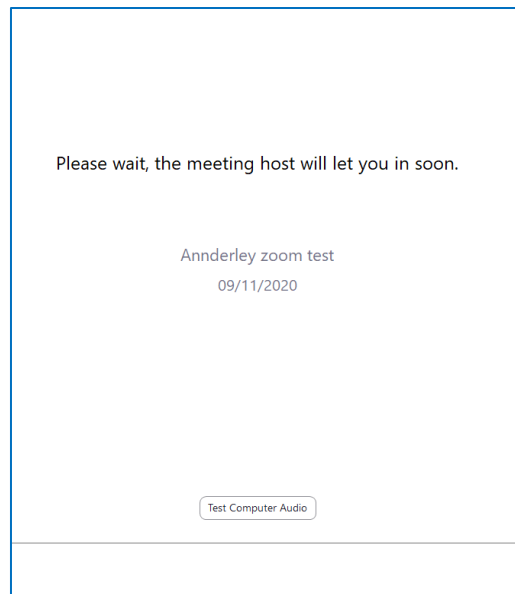 Please wait, the meeting host will let you in soon.
Annderley zoom test
09/11/2020
Test Computer Audio